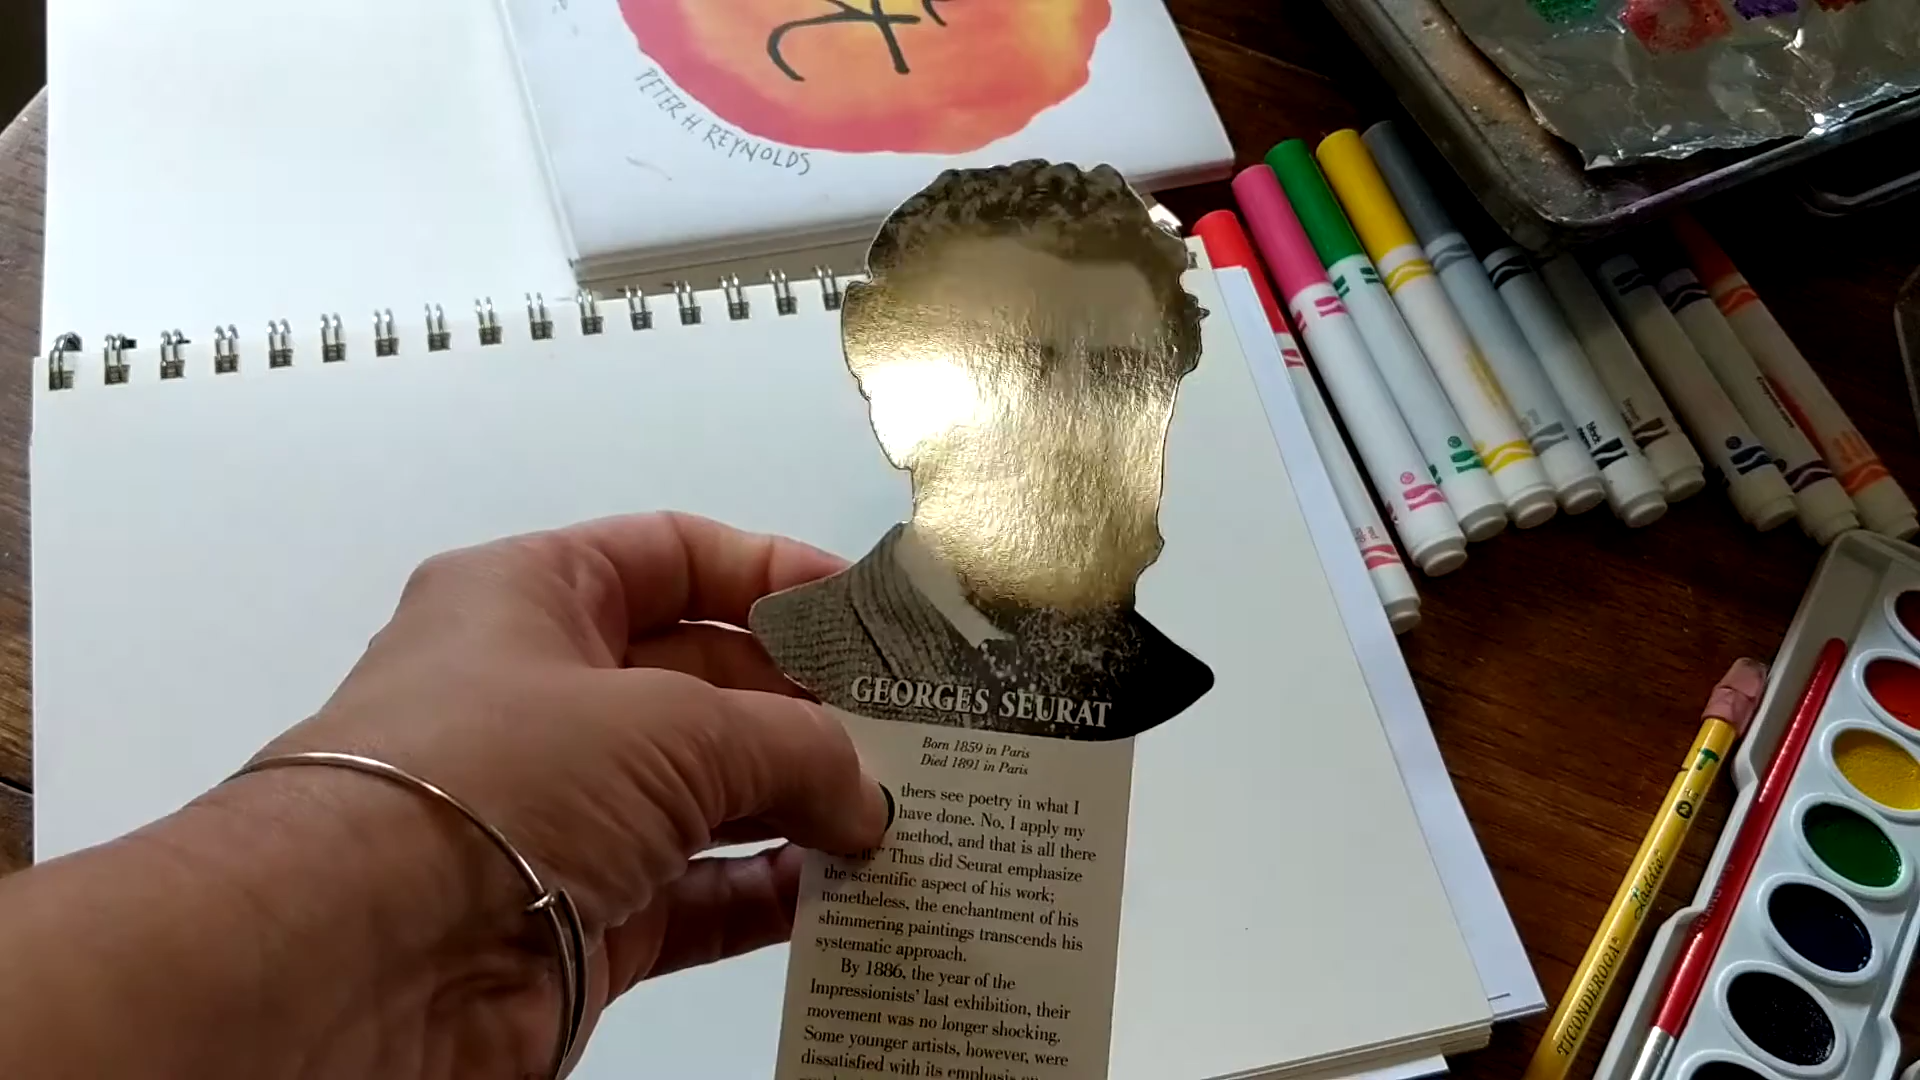 PETER H. REYNOLDS
GEORGES SEURAT
Born 1859 in Paris
Died 1891 in Paris
thers see poetry in what I
have done. No, I apply my
method, and that is all there
it." Thus did Seurat emphasize
the scientific aspect of his work;
nonetheless, the enchantment of his
shimmering paintings transcends his
systematic approach.
By 1886, the year of the
Impressionists' last exhibition, their
movement was no longer shocking.
Some younger artists, however, were
dissatisfied with its emphasis
black
TICONDEROGA®
Laddie®